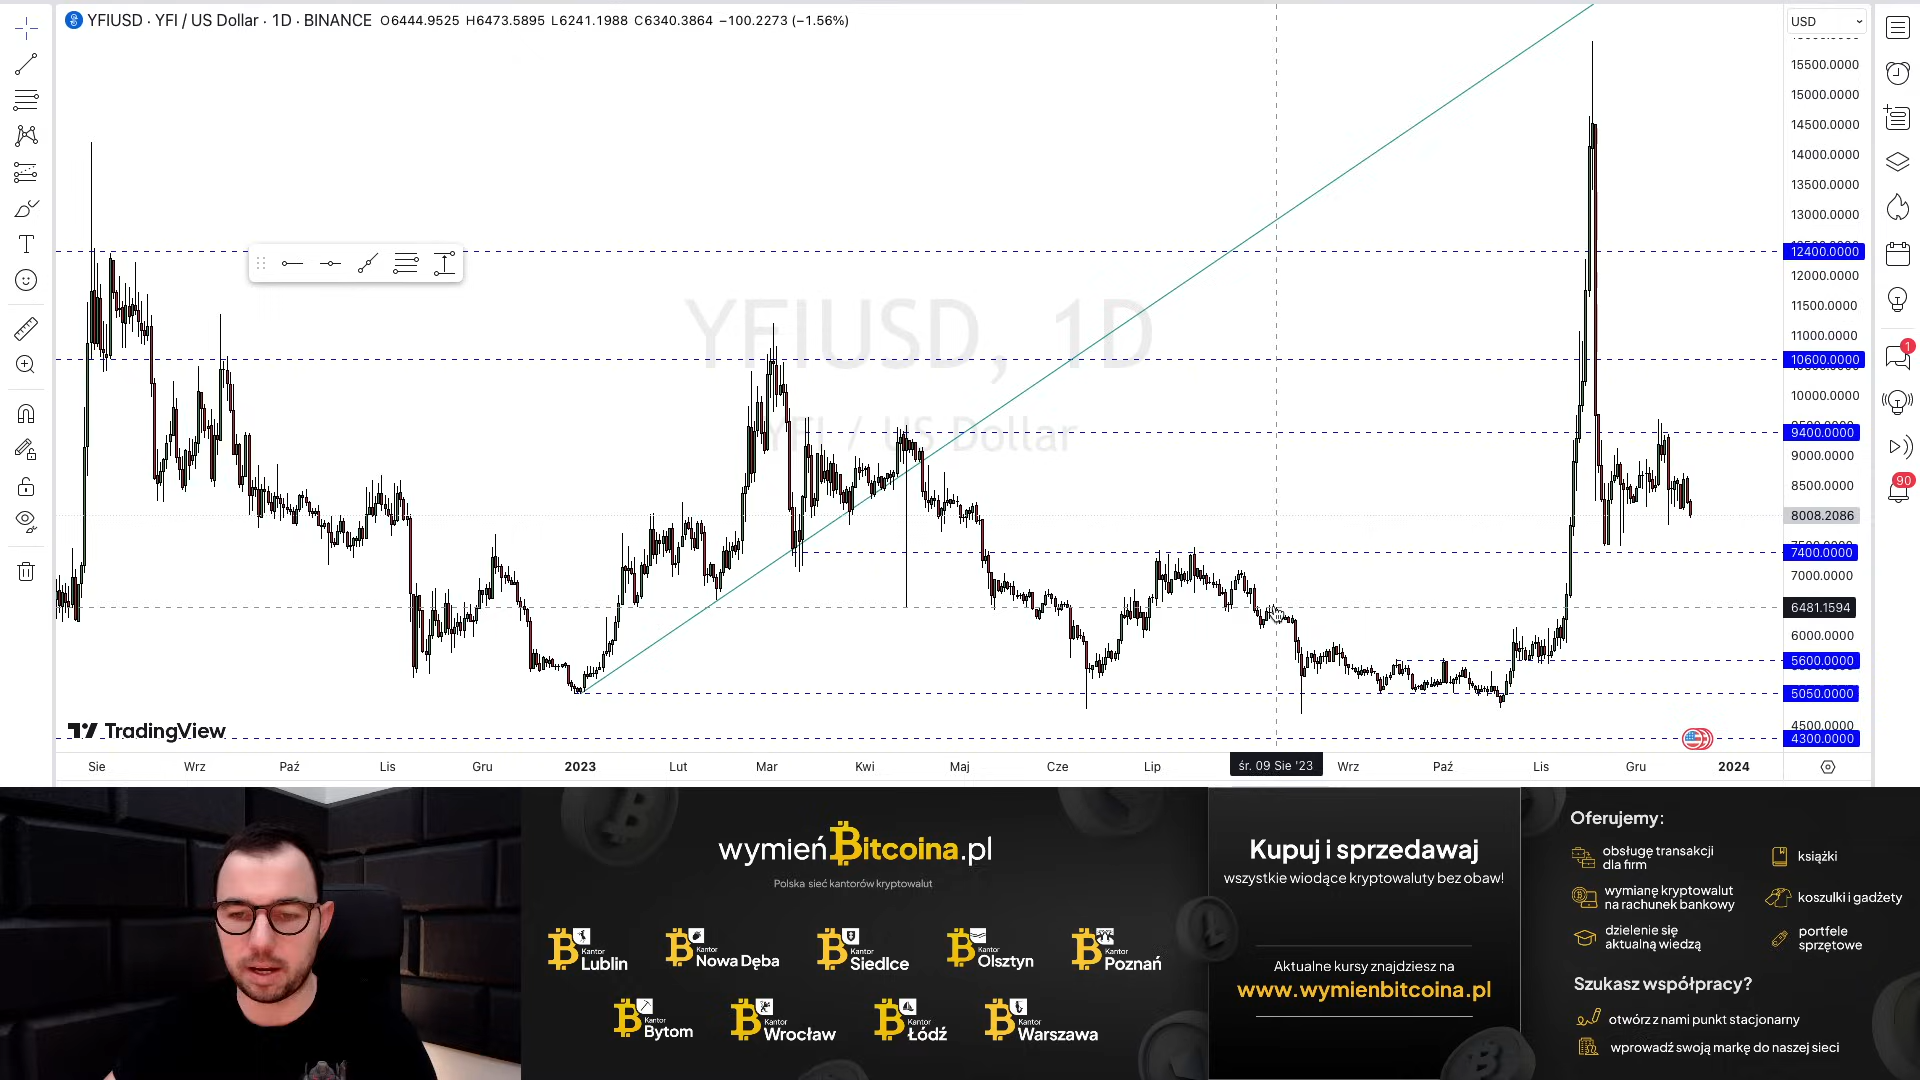 YFIUSD · YFI / US Dollar · 1D · BINANCE O6444.9525 H6473.5895 L6241.1988 C6340.3864 −100.2273 (−1.56%)
USD
15500.0000
15000.0000
14500.0000
14000.0000
13500.0000
13000.0000
12400.0000
12000.0000
11500.0000
11000.0000
10600.0000
10000.0000
9400.0000
9000.0000
8500.0000
8008.2086
7400.0000
7000.0000
6481.1594
6000.0000
5600.0000
5050.0000
4500.0000
4300.0000
1
90
YFIUSD, 1D
YFI / US Dollar
TradingView
Sie Wrz Paź Lis Gru 2023 Lut Mar Kwi Maj Cze Lip śr. 09 Sie '23 Wrz Paź Lis Gru 2024
wymieńBitcoina.pl
Polska sieć kantorów kryptowalut
Kantor Lublin
Kantor Nowa Dęba
Kantor Siedlce
Kantor Olsztyn
Kantor Poznań
Kantor Bytom
Kantor Wrocław
Kantor Łódź
Kantor Warszawa
Kupuj i sprzedawaj
wszystkie wiodące kryptowaluty bez obaw!
Aktualne kursy znajdziesz na
www.wymienbitcoina.pl
Oferujemy:
obsługę transakcji
dla firm
książki
wymianę kryptowalut
na rachunek bankowy
koszulki i gadżety
dzielenie się
aktualną wiedzą
portfele
sprzętowe
Szukasz współpracy?
otwórz z nami punkt stacjonarny
wprowadź swoją markę do naszej sieci